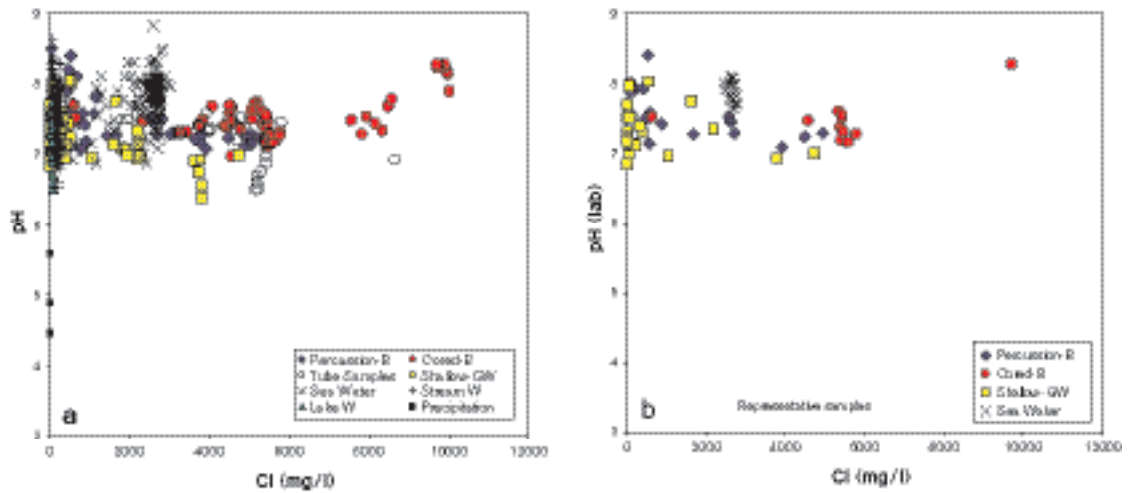 9
8
7
6
5
4
3
pH
0
2000
4000
6000
8000
10000
12000
Cl (mg/l)
a
Percussion-B
Cored-B
Tube Samples
Shallow-GW
Sea Water
Stream W
Lake W
Precipitation
9
8
7
6
5
4
3
pH (lab)
0
2000
4000
6000
8000
10000
Cl (mg/l)
b
Representative samples
Percussion-B
Cored-B
Shallow-GW
Sea Water